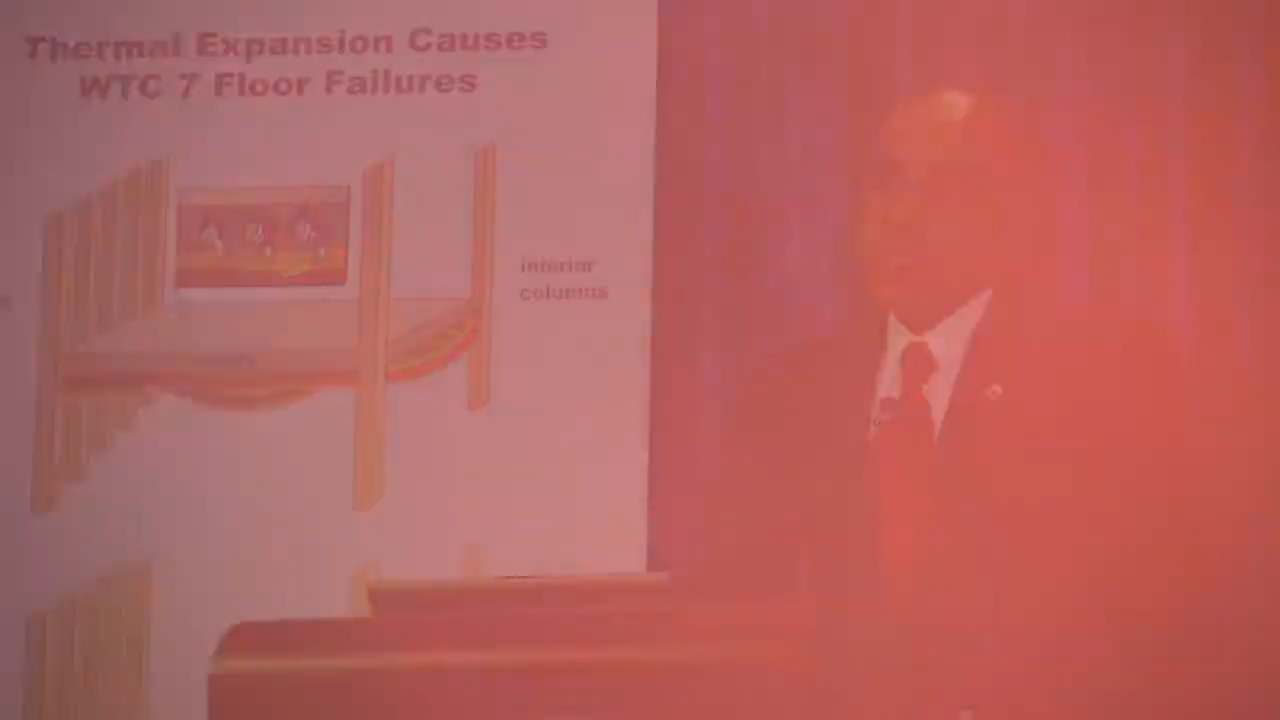 Thermal Expansion Causes
WTC 7 Floor Failures
interior
columns